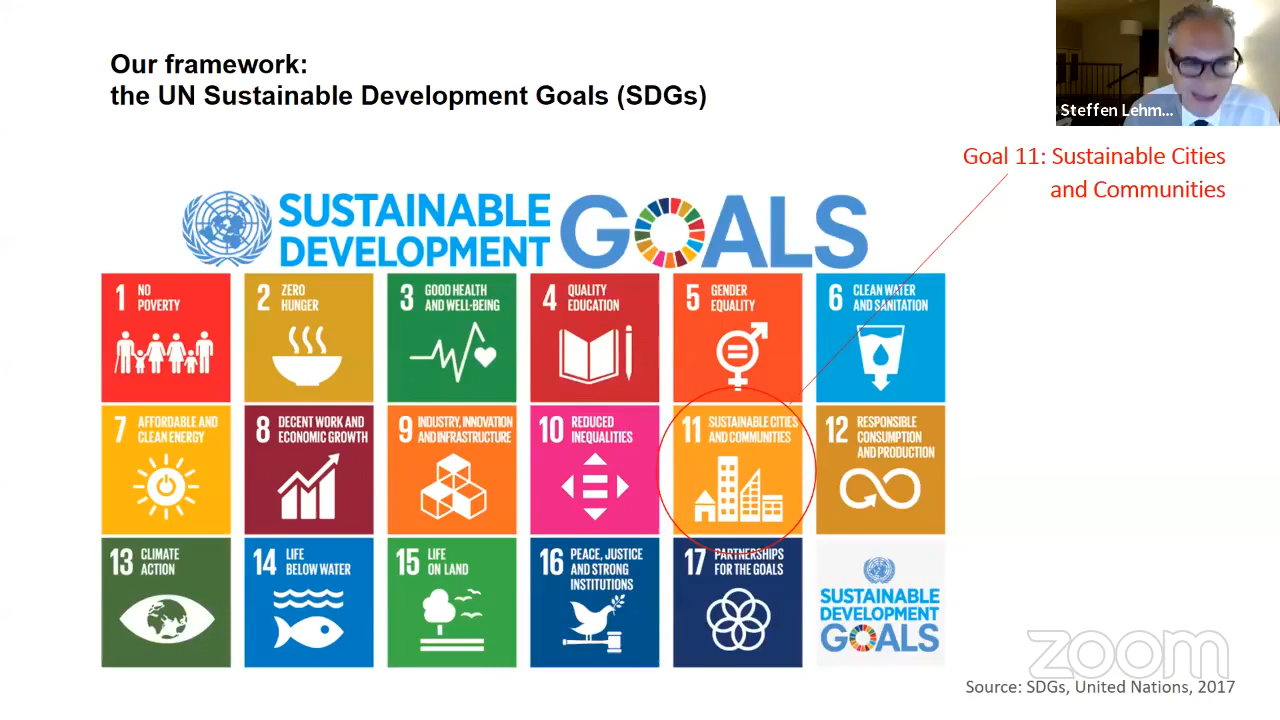 Our framework:
the UN Sustainable Development Goals (SDGs)
Steffen Lehm...
Goal 11: Sustainable Cities
and Communities
SUSTAINABLE
DEVELOPMENT
GOALS
1 NO
POVERTY
2 ZERO
HUNGER
3 GOOD HEALTH
AND WELL-BEING
4 QUALITY
EDUCATION
5 GENDER
EQUALITY
6 CLEAN WATER
AND SANITATION
7 AFFORDABLE AND
CLEAN ENERGY
8 DECENT WORK AND
ECONOMIC GROWTH
9 INDUSTRY, INNOVATION
AND INFRASTRUCTURE
10 REDUCED
INEQUALITIES
11 SUSTAINABLE CITIES
AND COMMUNITIES
12 RESPONSIBLE
CONSUMPTION
AND PRODUCTION
13 CLIMATE
ACTION
14 LIFE
BELOW WATER
15 LIFE
ON LAND
16 PEACE, JUSTICE
AND STRONG
INSTITUTIONS
17 PARTNERSHIPS
FOR THE GOALS
SUSTAINABLE
DEVELOPMENT
GOALS
zoom
Source: SDGs, United Nations, 2017